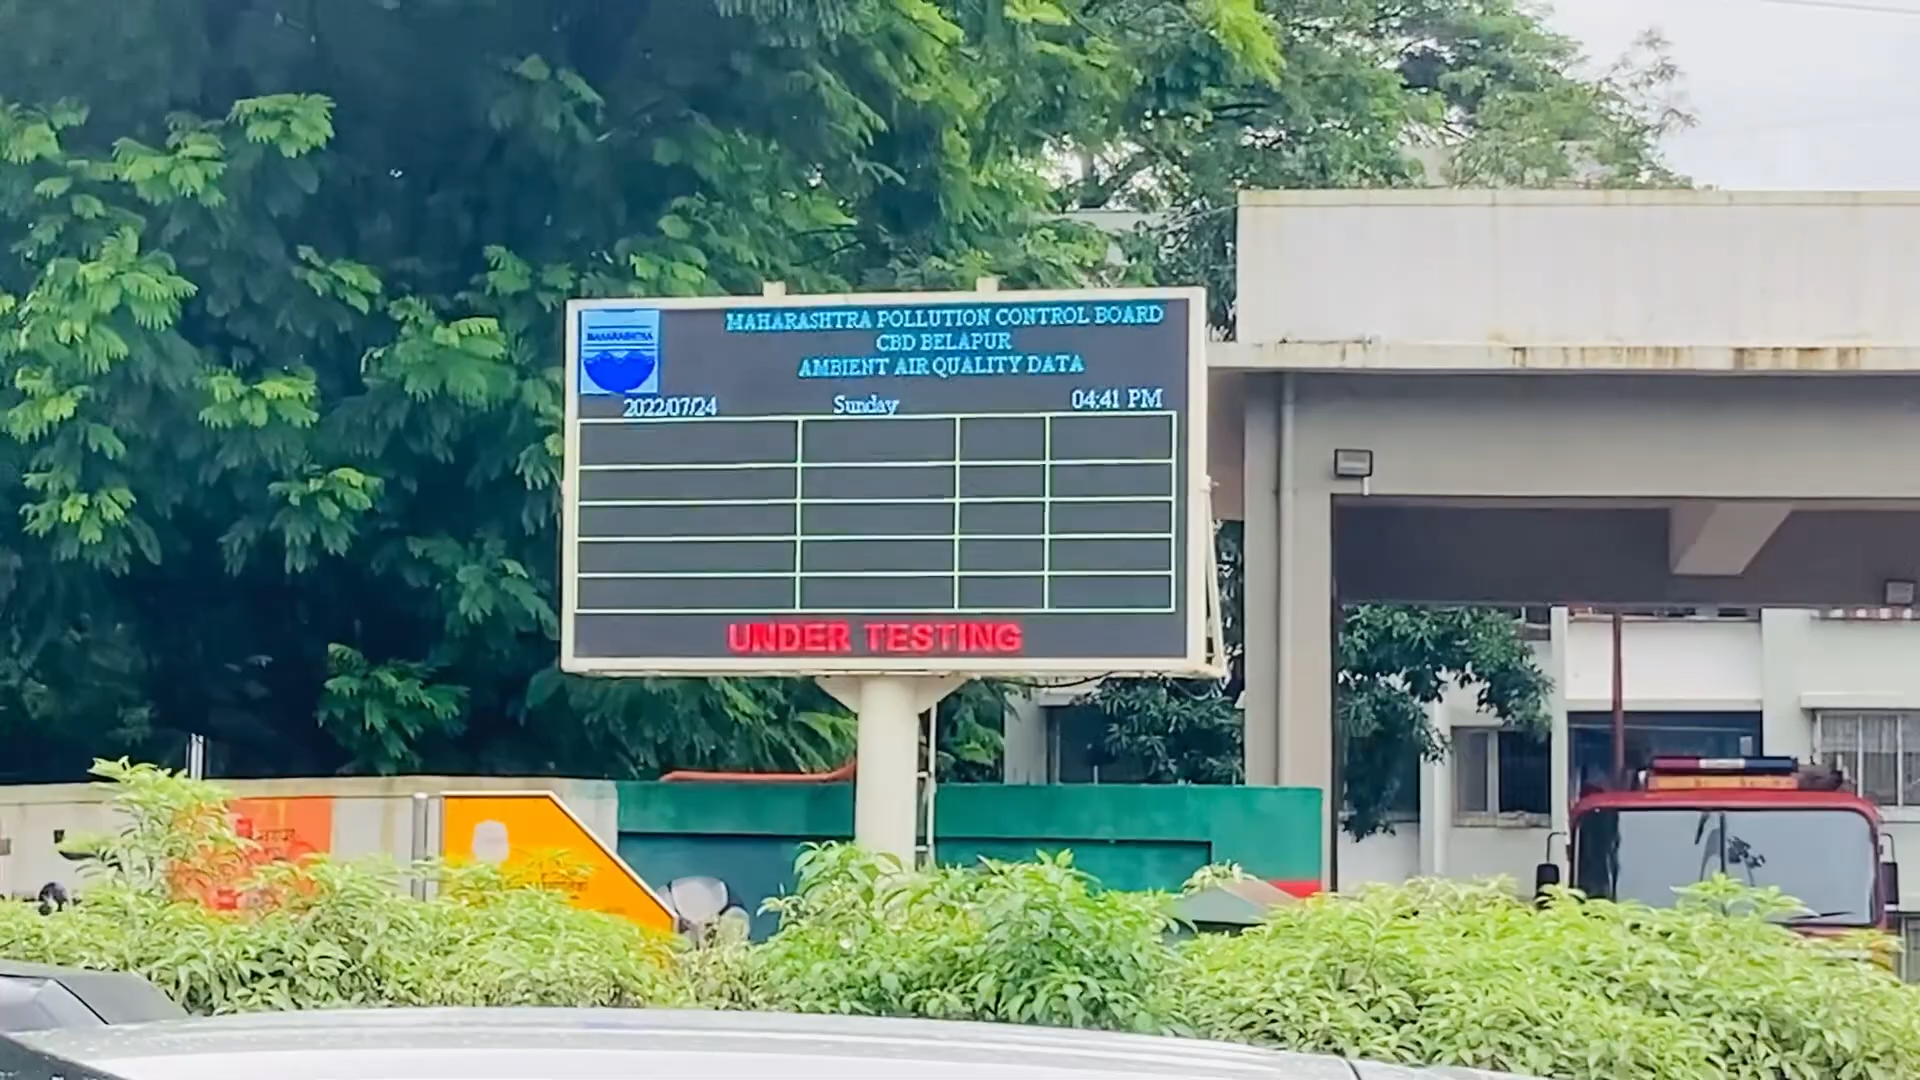 MAHARASHTRA
MAHARASHTRA POLLUTION CONTROL BOARD
CBD BELAPUR
AMBIENT AIR QUALITY DATA
2022/07/24 Sunday 04:41 PM
UNDER TESTING